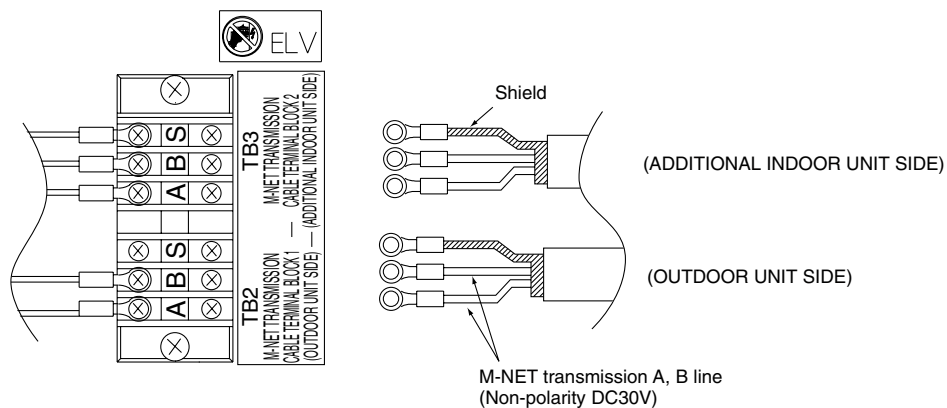 ELV
S
B
A
S
B
A
TB3
M-NET TRANSMISSION
CABLE TERMINAL BLOCK 2
(ADDITIONAL INDOOR UNIT SIDE)
TB2
M-NET TRANSMISSION
CABLE TERMINAL BLOCK 1
(OUTDOOR UNIT SIDE)
Shield
(ADDITIONAL INDOOR UNIT SIDE)
(OUTDOOR UNIT SIDE)
M-NET transmission A, B line
(Non-polarity DC30V)